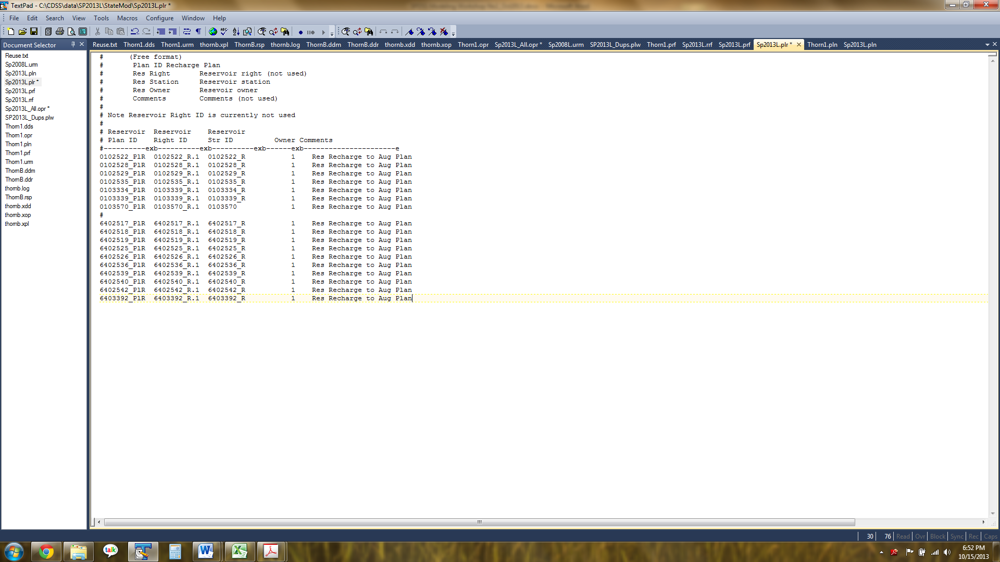 TextPad - C:\CDSS\data\SP2013L\StateMod\Sp2013L.plr *
File Edit Search View Tools Macros Configure Window Help
Document Selector
Reuse.txt Thorn1.dds Thorn1.urm thornb.xpl ThornB.rsp thornb.log ThornB.ddm ThornB.ddr thornb.xdd thornb.xop Thorn1.opr Sp2013L_All.opr * Sp2008L.urm SP2013L_Dups.plw Thorn1.prf Sp2013L.rrf Sp2013L.prf Sp2013L.plr * Thorn1.pln Sp2013L.pln
Reuse.txt
Sp2008L.urm
Sp2013L.pln
Sp2013L.plr *
Sp2013L.prf
Sp2013L.rrf
Sp2013L_All.opr *
SP2013L_Dups.plw
Thorn1.dds
Thorn1.opr
Thorn1.pln
Thorn1.prf
Thorn1.urm
ThornB.ddm
ThornB.ddr
thornb.log
ThornB.rsp
thornb.xdd
thornb.xop
thornb.xpl
# (Free format)
# Plan ID Recharge Plan
# Res Right Reservoir right (not used)
# Res Station Reservoir station
# Res Owner Resevoir owner
# Comments Comments (not used)
#
# Note Reservoir Right ID is currently not used
#
# Reservoir Reservoir Reservoir
# Plan ID Right ID Str ID Owner Comments
#----------exb----------exb----------exb------exb----------------------e
0102522_PlR 0102522_R.1 0102522_R 1 Res Recharge to Aug Plan
0102528_PlR 0102528_R.1 0102528_R 1 Res Recharge to Aug Plan
0102529_PlR 0102529_R.1 0102529_R 1 Res Recharge to Aug Plan
0102535_PlR 0102535_R.1 0102535_R 1 Res Recharge to Aug Plan
0103334_PlR 0103339_R.1 0103334_R 1 Res Recharge to Aug Plan
0103339_PlR 0103339_R.1 0103339_R 1 Res Recharge to Aug Plan
0103570_PlR 0103570_R.1 0103570 1 Res Recharge to Aug Plan
#
6402517_PlR 6402517_R.1 6402517_R 1 Res Recharge to Aug Plan
6402518_PlR 6402518_R.1 6402518_R 1 Res Recharge to Aug Plan
6402519_PlR 6402519_R.1 6402519_R 1 Res Recharge to Aug Plan
6402525_PlR 6402525_R.1 6402525_R 1 Res Recharge to Aug Plan
6402526_PlR 6402526_R.1 6402526_R 1 Res Recharge to Aug Plan
6402536_PlR 6402536_R.1 6402536_R 1 Res Recharge to Aug Plan
6402539_PlR 6402539_R.1 6402539_R 1 Res Recharge to Aug Plan
6402540_PlR 6402540_R.1 6402540_R 1 Res Recharge to Aug Plan
6402542_PlR 6402542_R.1 6402542_R 1 Res Recharge to Aug Plan
6403392_PlR 6403392_R.1 6403392_R 1 Res Recharge to Aug Plan
30 76 Read Ovr Block Sync Rec Caps
talk
6:52 PM
10/15/2013